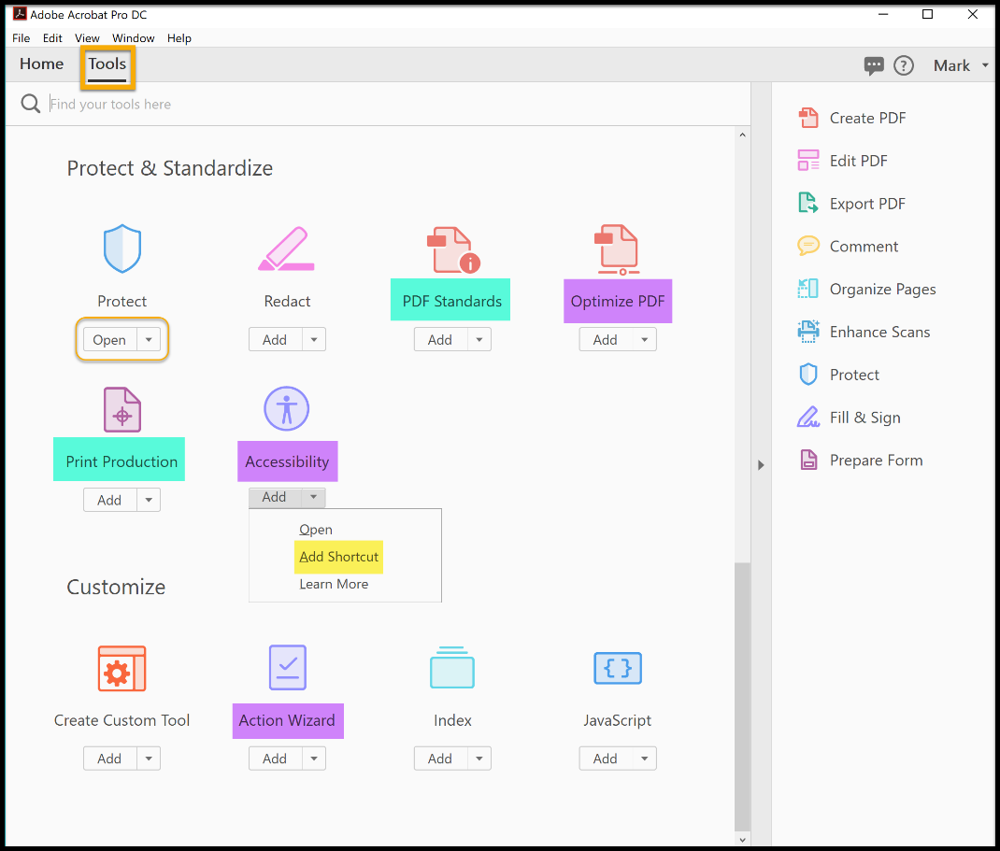 Adobe Acrobat Pro DC
File Edit View Window Help
Home Tools
Mark
Find your tools here
Protect & Standardize
Protect Redact PDF Standards Optimize PDF
Open Add Add Add
Print Production Accessibility
Add Add
Open
Add Shortcut
Learn More
Customize
Create Custom Tool Action Wizard Index JavaScript
Add Add Add Add
Create PDF
Edit PDF
Export PDF
Comment
Organize Pages
Enhance Scans
Protect
Fill & Sign
Prepare Form